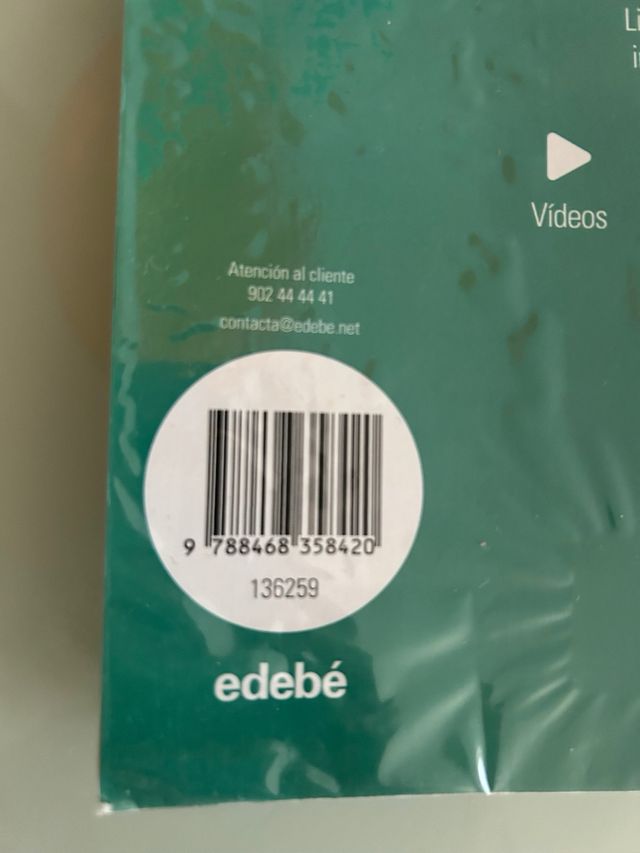 Vídeos
Atención al cliente
902 44 44 41
contacta@edebe.net
9 788468 358420
136259
edebé